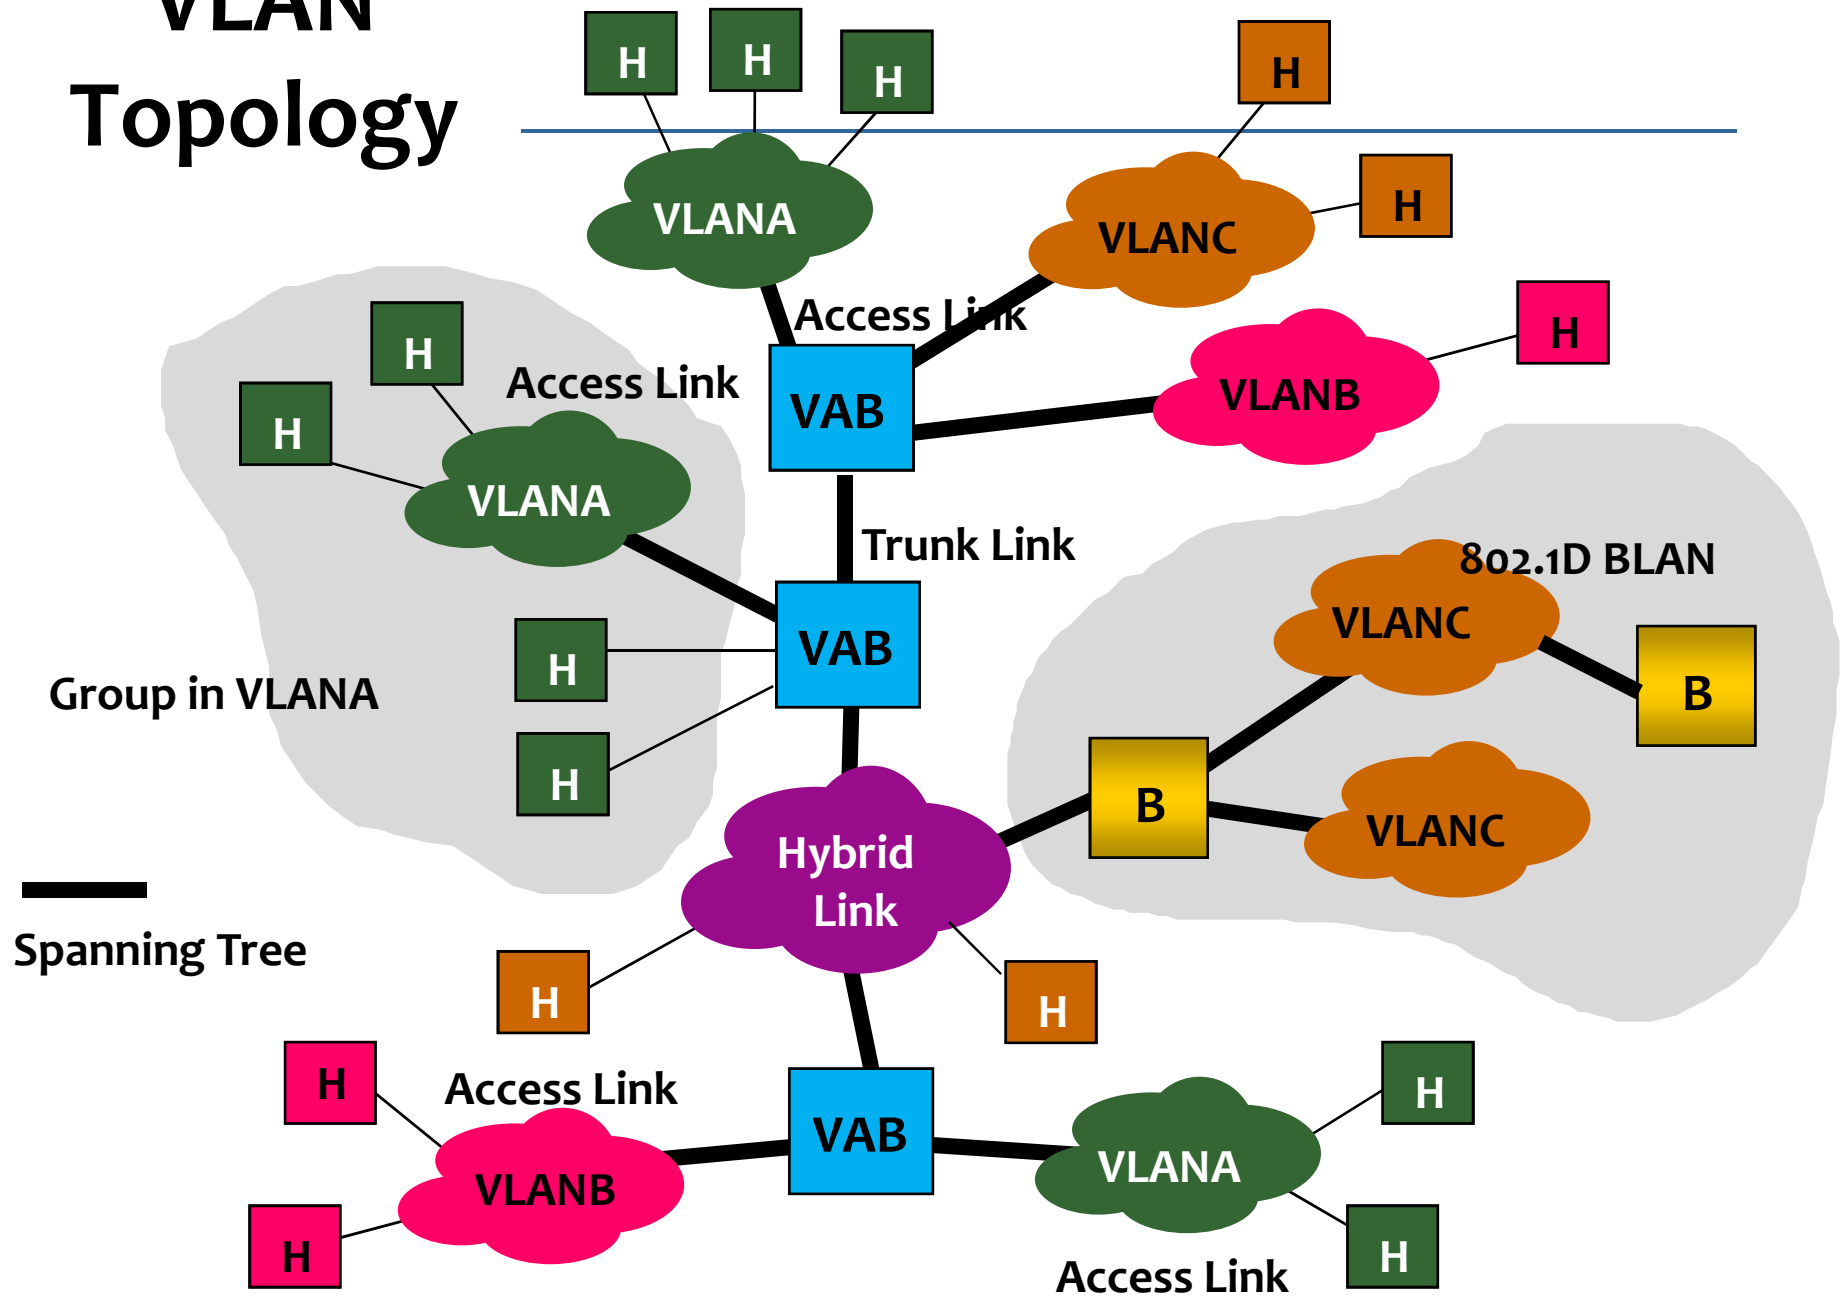 VLAN
Topology
H
H
H
H
H
VLANA
VLANC
Access Link
H
H
VLANB
H
Access Link
VAB
H
VLANA
Trunk Link
802.1D BLAN
VLANC
H
VAB
B
Group in VLANA
H
B
VLANC
Hybrid
Link
Spanning Tree
H
H
H
Access Link
VAB
H
VLANA
VLANB
H
H
Access Link